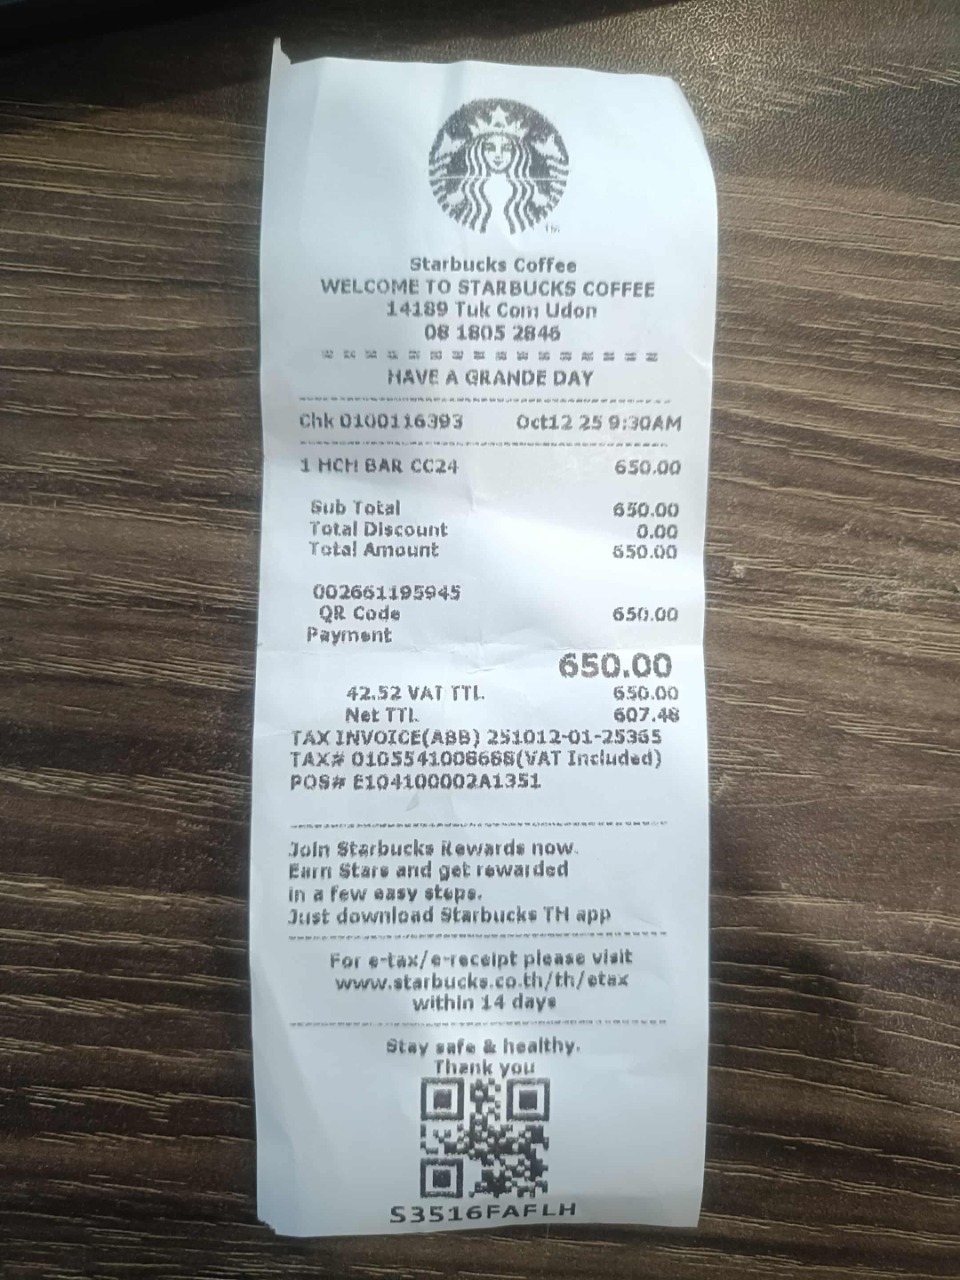 TM
Starbucks Coffee
WELCOME TO STARBUCKS COFFEE
14189 Tuk Com Udon
08 1805 2846
HAVE A GRANDE DAY
Chk 0100116393 Oct12 25 9:30AM
1 HCH BAR CC24 650.00
Sub Total 650.00
Total Discount 0.00
Total Amount 650.00
002661195945
QR Code 650.00
Payment
650.00
42.52 VAT TTL 650.00
Net TTL 607.48
TAX INVOICE(ABB) 251012-01-25365
TAX# 0105541008688(VAT Included)
POS# E104100002A1351
Join Starbucks Rewards now.
Earn Stars and get rewarded
in a few easy steps.
Just download Starbucks TH app
For e-tax/e-receipt please visit
www.starbucks.co.th/th/etax
within 14 days
Stay safe & healthy.
Thank you
S3516FAFLH